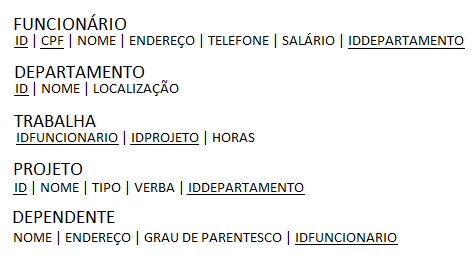 FUNCIONÁRIO
ID | CPF | NOME | ENDEREÇO | TELEFONE | SALÁRIO | IDDEPARTAMENTO
DEPARTAMENTO
ID | NOME | LOCALIZAÇÃO
TRABALHA
IDFUNCIONARIO | IDPROJETO | HORAS
PROJETO
ID | NOME | TIPO | VERBA | IDDEPARTAMENTO
DEPENDENTE
NOME | ENDEREÇO | GRAU DE PARENTESCO | IDFUNCIONARIO